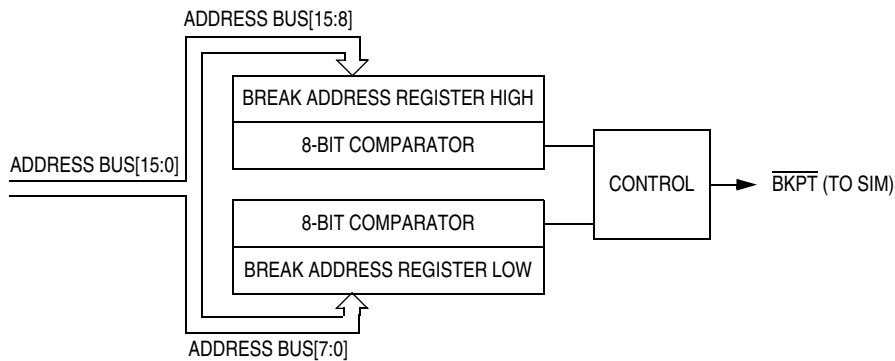 ADDRESS BUS[15:8]
BREAK ADDRESS REGISTER HIGH
8-BIT COMPARATOR
ADDRESS BUS[15:0]
CONTROL
BKPT (TO SIM)
8-BIT COMPARATOR
BREAK ADDRESS REGISTER LOW
ADDRESS BUS[7:0]